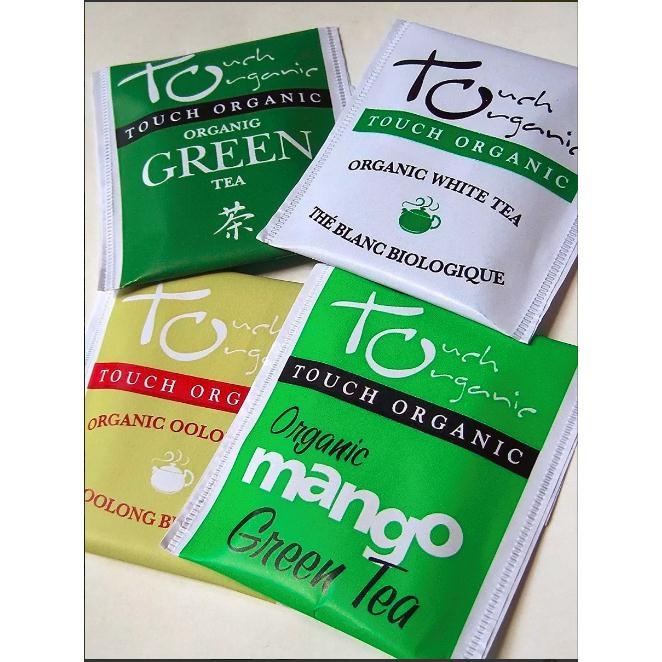 Touch
Organic
TOUCH ORGANIC
ORGANIG
GREEN
TEA
茶
Touch
Organic
TOUCH ORGANIC
ORGANIC WHITE TEA
THÉ BLANC BIOLOGIQUE
Touch
Organic
TOUCH ORG
ORGANIC OOLO
OOLONG B
Touch
Organic
TOUCH ORGANIC
Organic
mango
Green Tea